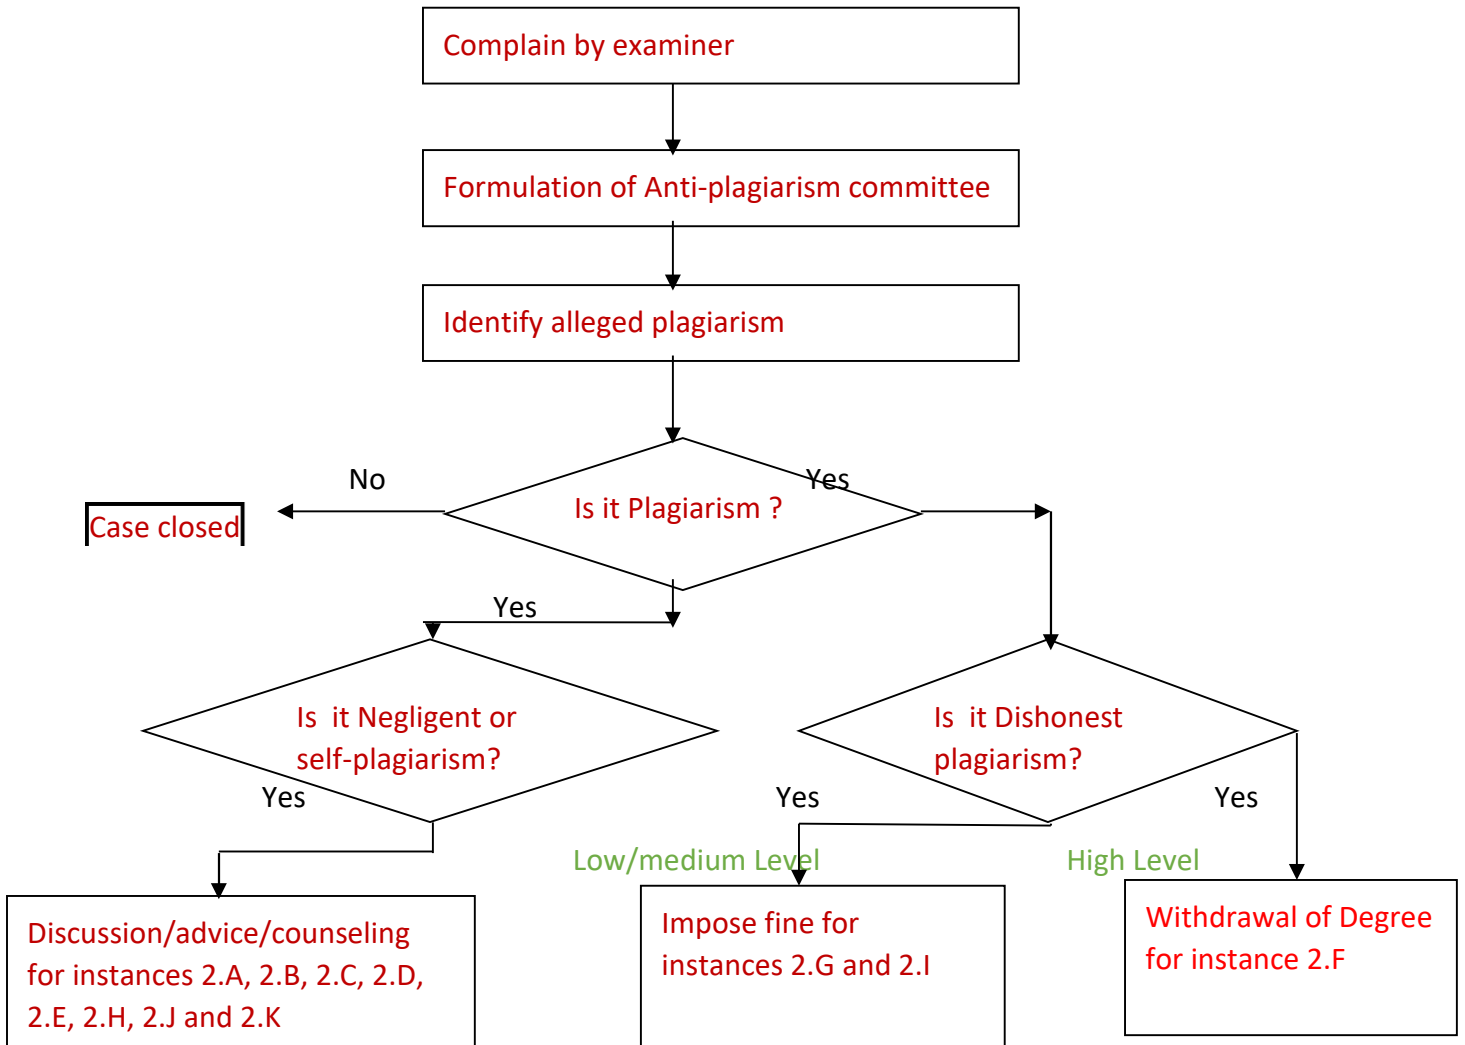 Complain by examiner
Formulation of Anti-plagiarism committee
Identify alleged plagiarism
No
Yes
Is it Plagiarism ?
Case closed
Yes
Is it Negligent or
self-plagiarism?
Is it Dishonest
plagiarism?
Yes
Yes
Yes
Low/medium Level
High Level
Discussion/advice/counseling
for instances 2.A, 2.B, 2.C, 2.D,
2.E, 2.H, 2.J and 2.K
Impose fine for
instances 2.G and 2.I
Withdrawal of Degree
for instance 2.F